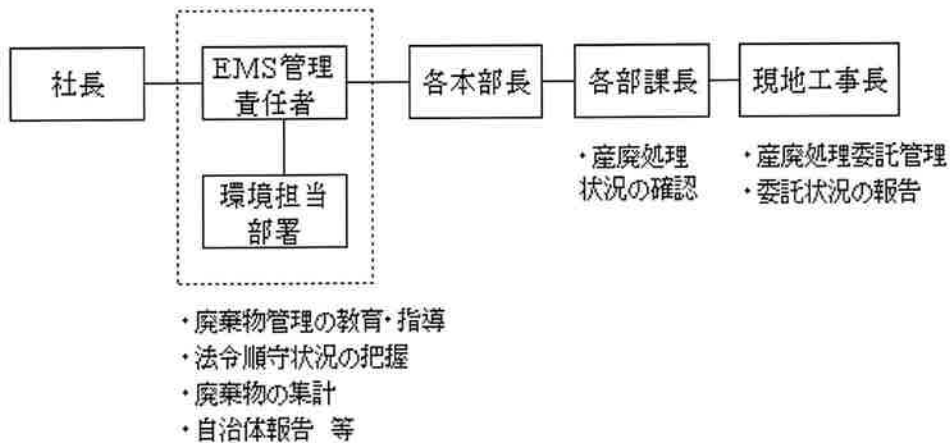 社長
EMS管理
責任者
環境担当
部署
各本部長
各部課長
現地工事長
・産廃処理
状況の確認
・産廃処理委託管理
・委託状況の報告
・廃棄物管理の教育・指導
・法令順守状況の把握
・廃棄物の集計
・自治体報告　等